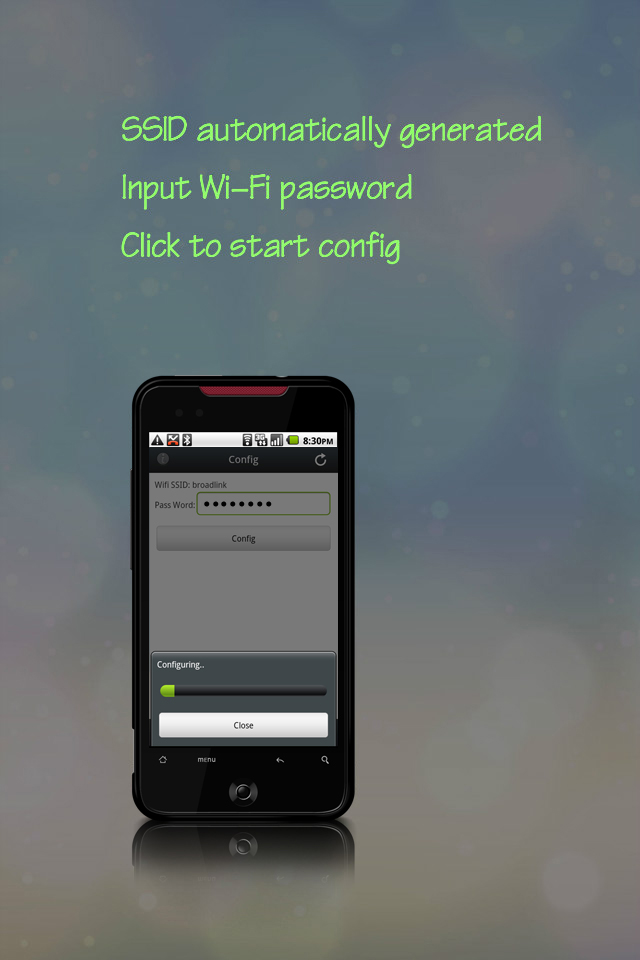 SSID automatically generated
Input Wi-Fi password
Click to start config
3G
8:30PM
Config
Wifi SSID: broadlink
Pass Word: ••••••••
Config
Configuring..
Close
menu